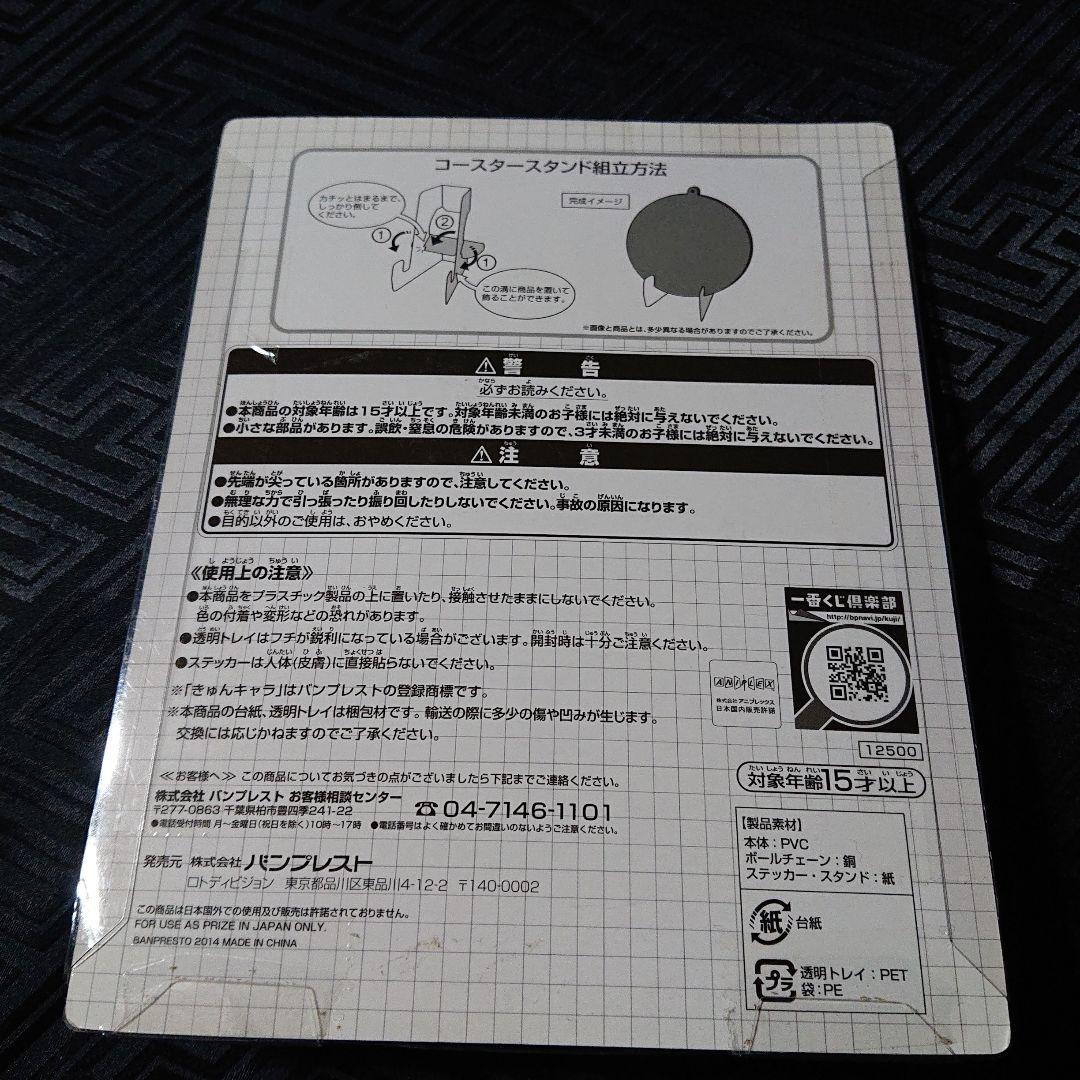 コースタースタンド組立方法
カチッとはまるまで、
しっかり倒して
ください。
①
②
①
この溝に商品を置いて
飾ることができます。
完成イメージ
※画像と商品とは、多少異なる場合がありますのでご了承ください。
⚠警告
必ずお読みください。
●本商品の対象年齢は15才以上です。対象年齢未満のお子様には絶対に与えないでください。
●小さな部品があります。誤飲・窒息の危険がありますので、3才未満のお子様には絶対に与えないでください。
⚠注意
●先端が尖っている箇所がありますので、注意してください。
●無理な力で引っ張ったり振り回したりしないでください。事故の原因になります。
●目的以外のご使用は、おやめください。
《使用上の注意》
●本商品をプラスチック製品の上に置いたり、接触させたままにしないでください。
色の付着や変形などの恐れがあります。
●透明トレイはフチが鋭利になっている場合がございます。開封時は十分ご注意ください。
●ステッカーは人体(皮膚)に直接貼らないでください。
※「きゅんキャラ」はバンプレストの登録商標です。
※本商品の台紙、透明トレイは梱包材です。輸送の際に多少の傷や凹みが生じます。
交換には応じかねますのでご了承ください。
一番くじ倶楽部
http://bpnavi.jp/kuji/
ANIPLEX
株式会社アニプレックス
日本国内販売許諾
12500
対象年齢15才以上
≪お客様へ≫ この商品についてお気づきの点がございましたら下記までご連絡ください。
株式会社 バンプレスト お客様相談センター
〒277-0863 千葉県柏市豊四季241-22
☎04-7146-1101
●電話受付時間 月~金曜日(祝日を除く)10時~17時 ●電話番号はよく確かめてお間違いのないようご注意ください。
発売元 株式会社 バンプレスト
ロトディビジョン 東京都品川区東品川4-12-2 〒140-0002
この商品は日本国外での使用及び販売は許諾されておりません。
FOR USE AS PRIZE IN JAPAN ONLY.
BANPRESTO 2014 MADE IN CHINA
【製品素材】
本体:PVC
ボールチェーン:銅
ステッカー・スタンド:紙
紙 台紙
プラ 透明トレイ:PET
袋:PE